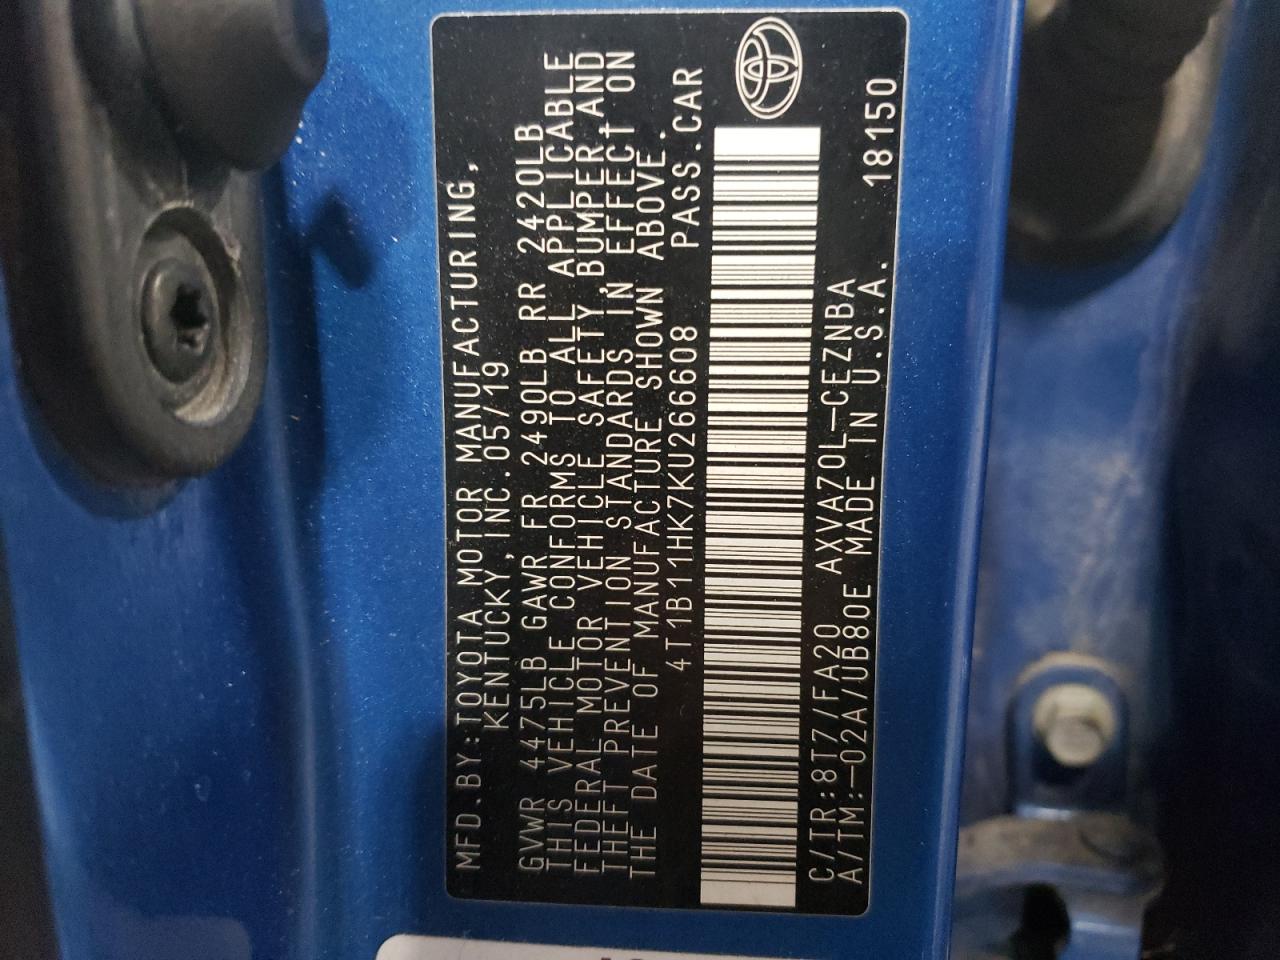 MFD.BY:TOYOTA MOTOR MANUFACTURING,
KENTUCKY, INC. 05/19
GVWR 4475LB GAWR FR 2490LB RR 2420LB
THIS VEHICLE CONFORMS TO ALL APPLICABLE
FEDERAL MOTOR VEHICLE SAFETY,BUMPER,AND
THEFT PREVENTION STANDARDS IN EFFECT ON
THE DATE OF MANUFACTURE SHOWN ABOVE.
4T1B11HK7KU266608 PASS.CAR
C/TR:8T7/FA20 AXVA70L-CEZNBA
A/TM:-02A/UB80E MADE IN U.S.A. 18150